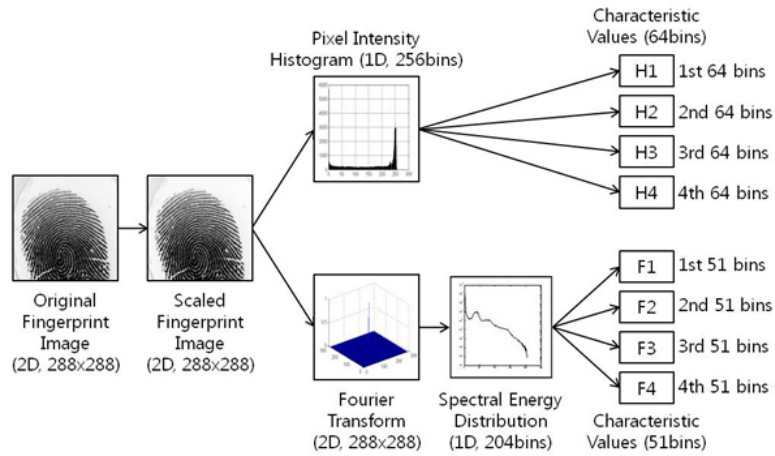 Characteristic
Values (64bins)
Pixel Intensity
Histogram (1D, 256bins)
H1 1st 64 bins
H2 2nd 64 bins
H3 3rd 64 bins
H4 4th 64 bins
Original
Fingerprint
Image
(2D, 288x288)
Scaled
Fingerprint
Image
(2D, 288x288)
F1 1st 51 bins
F2 2nd 51 bins
F3 3rd 51 bins
F4 4th 51 bins
Fourier
Transform
(2D, 288x288)
Spectral Energy
Distribution
(1D, 204bins)
Characteristic
Values (51bins)